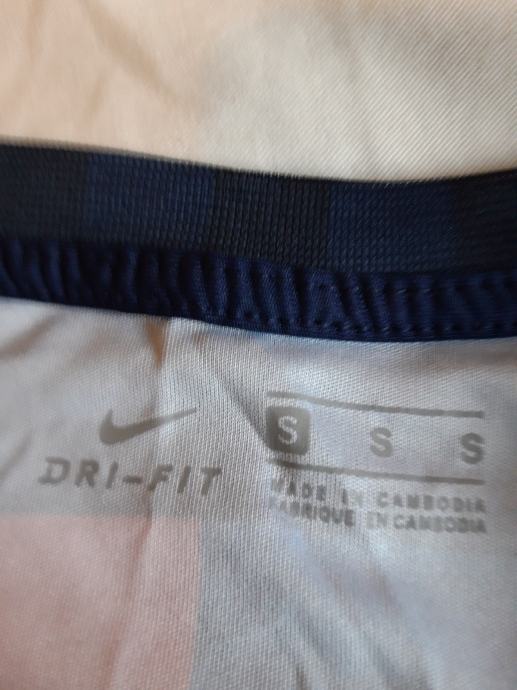 DRI-FIT
S S S
MADE IN CAMBODIA
FABRIQUE EN CAMBODIA